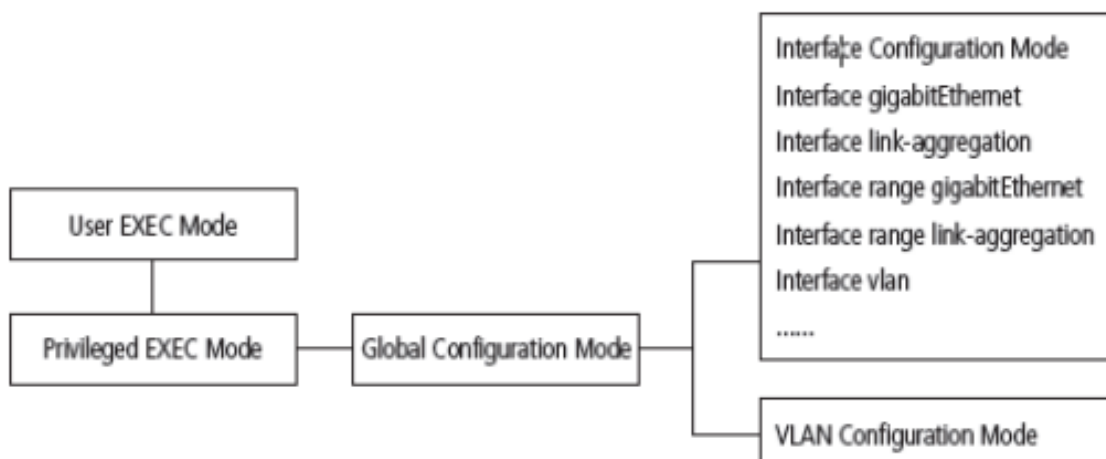 User EXEC Mode
Privileged EXEC Mode
Global Configuration Mode
Interface Configuration Mode
Interface gigabitEthernet
Interface link-aggregation
Interface range gigabitEthernet
Interface range link-aggregation
Interface vlan
......
VLAN Configuration Mode